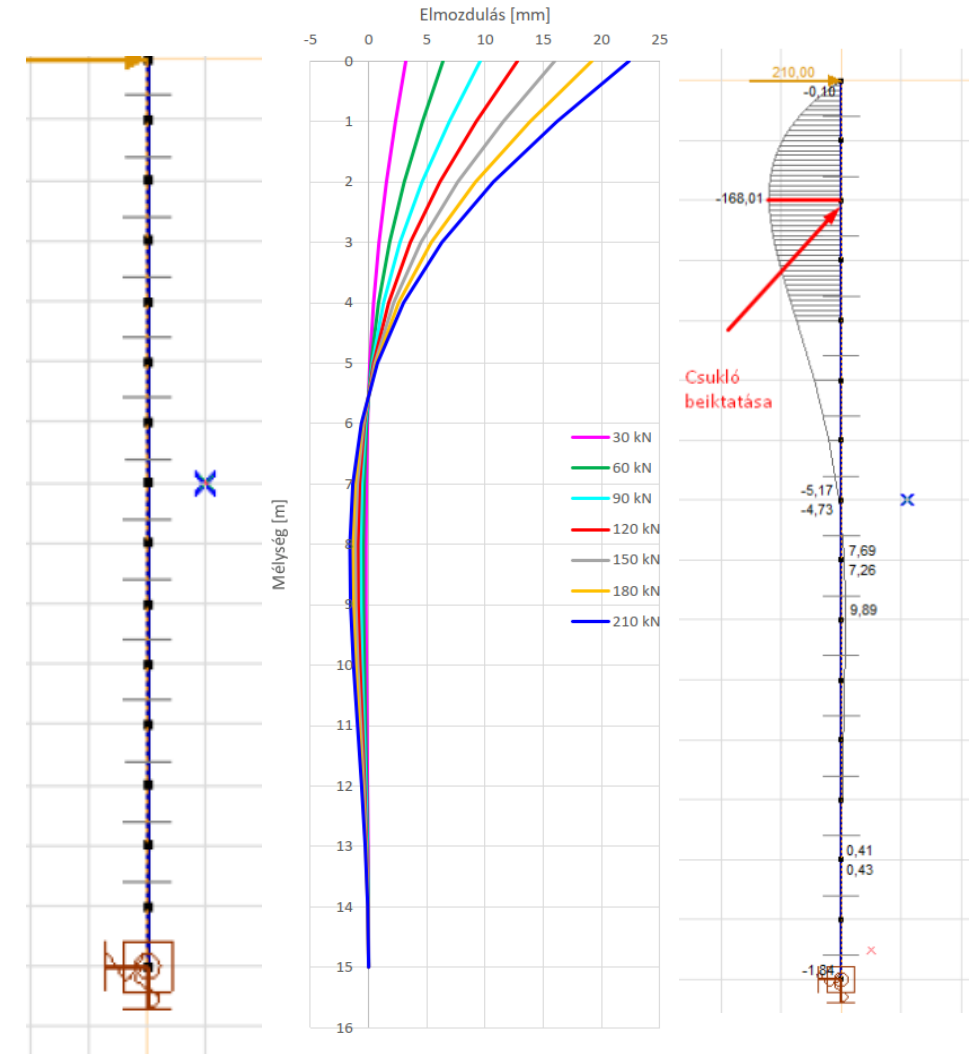 Elmozdulás [mm]
-5 0 5 10 15 20 25
0
1
2
3
4
5
6
7
8
9
10
11
12
13
14
15
16
Mélység [m]
30 kN
60 kN
90 kN
120 kN
150 kN
180 kN
210 kN
210,00
-0,10
-168,01
Csukló
beiktatása
-5,17
-4,73
7,69
7,26
9,89
0,41
0,43
-1,84